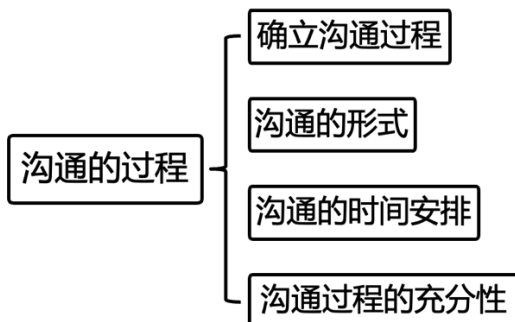 确立沟通过程
沟通的形式
沟通的过程
沟通的时间安排
沟通过程的充分性